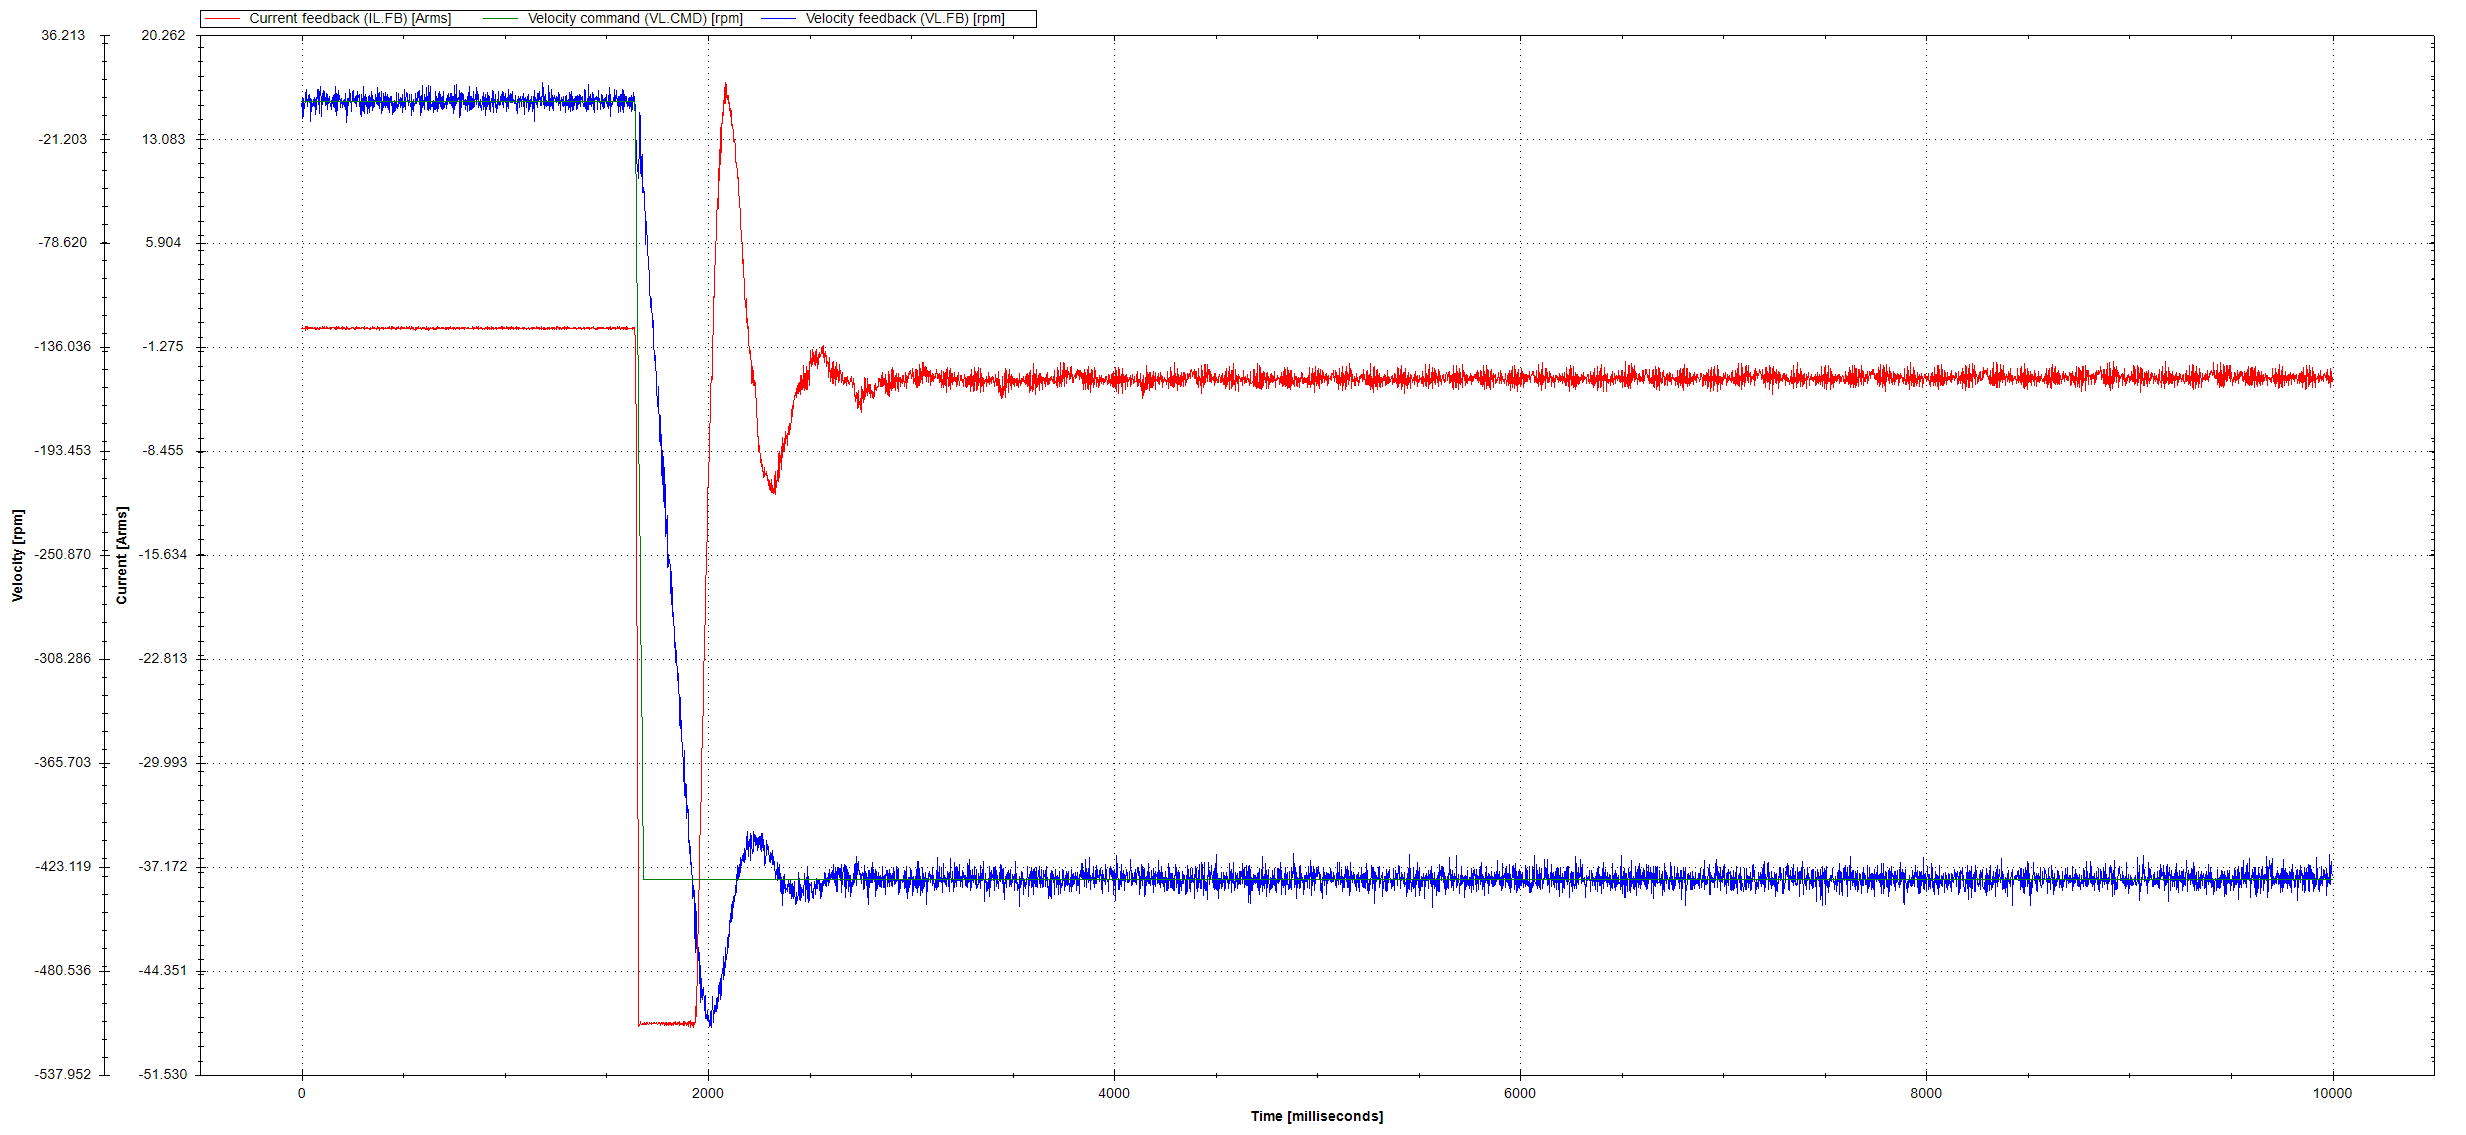 Current feedback (IL.FB) [Arms] Velocity command (VL.CMD) [rpm] Velocity feedback (VL.FB) [rpm]
36.213 20.262
-21.203 13.083
-78.620 5.904
-136.036 -1.275
-193.453 -8.455
Velocity [rpm]
Current [Arms]
-250.870 -15.634
-308.286 -22.813
-365.703 -29.993
-423.119 -37.172
-480.536 -44.351
-537.952 -51.530
0 2000 4000 6000 8000 10000
Time [milliseconds]